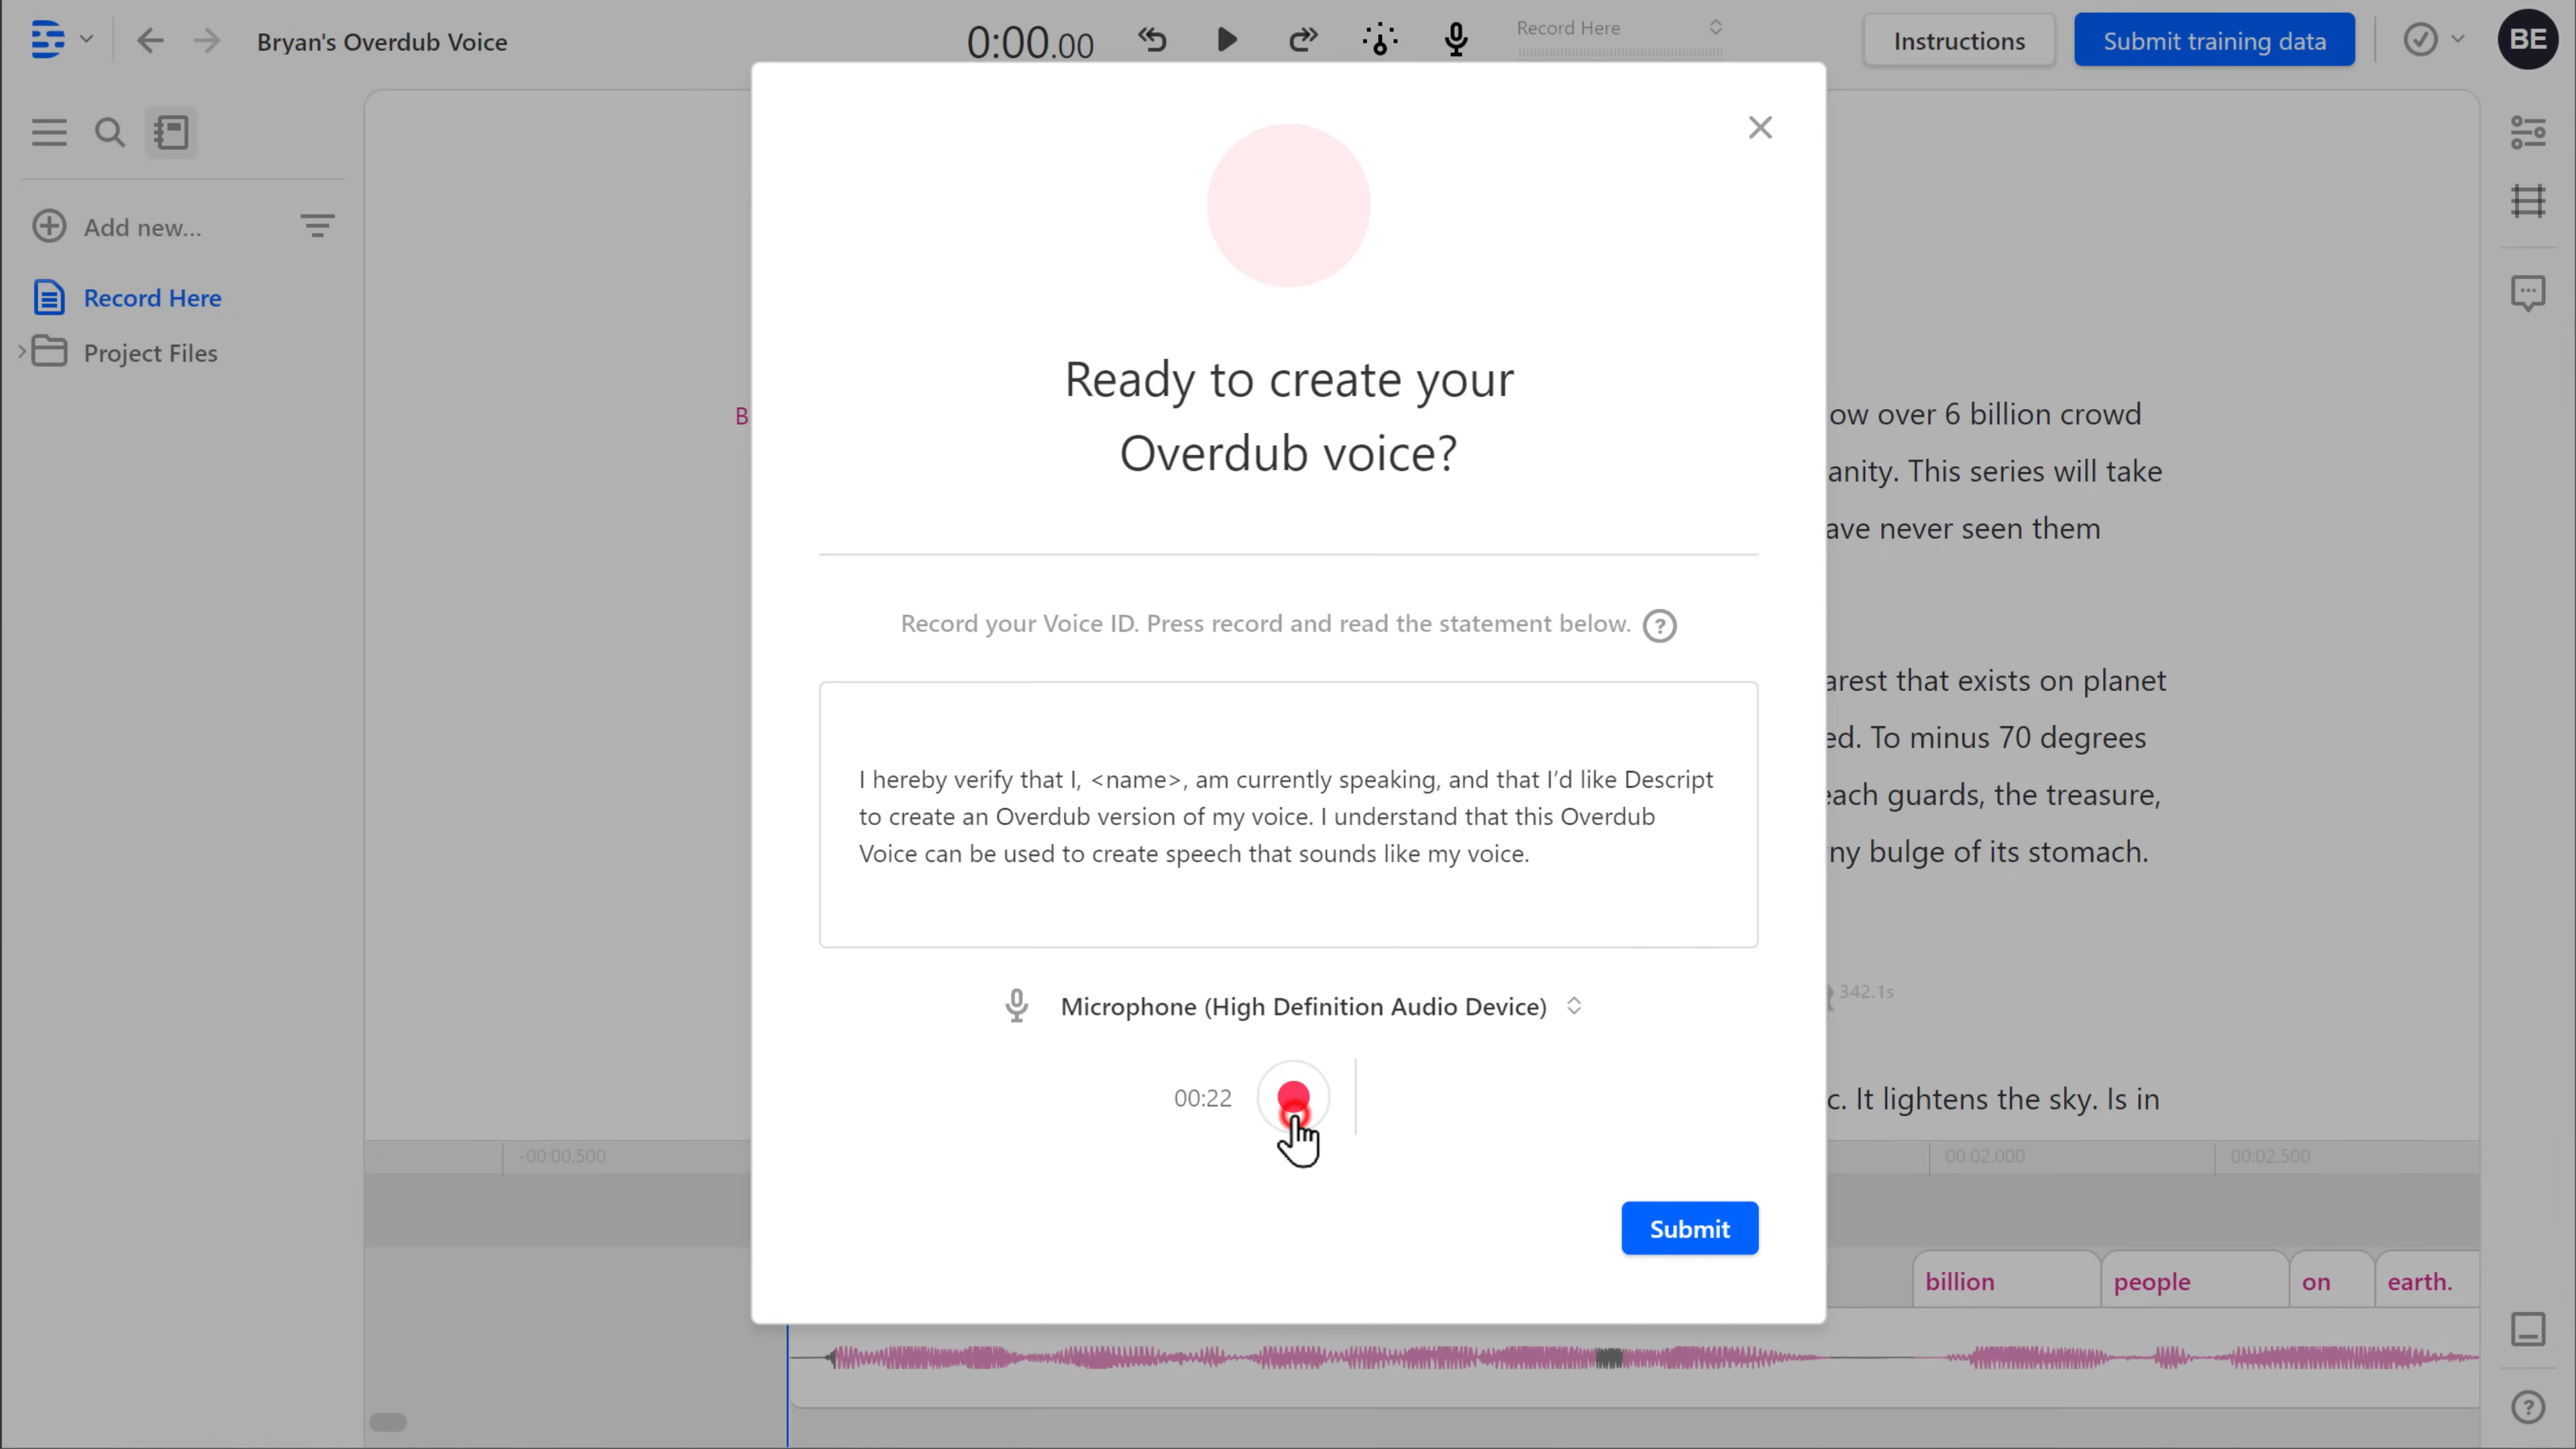 Bryan's Overdub Voice
0:00.00
Record Here
Instructions
Submit training data
BE
Add new...
Record Here
Project Files
B
Ready to create your
Overdub voice?
Record your Voice ID. Press record and read the statement below.
I hereby verify that I, <name>, am currently speaking, and that I'd like Descript
to create an Overdub version of my voice. I understand that this Overdub
Voice can be used to create speech that sounds like my voice.
Microphone (High Definition Audio Device)
00:22
Submit
ow over 6 billion crowd
anity. This series will take
ave never seen them
arest that exists on planet
ed. To minus 70 degrees
each guards, the treasure,
ny bulge of its stomach.
342.1s
c. It lightens the sky. Is in
-00:00.500
00:02.000
00:02.500
billion people on earth.